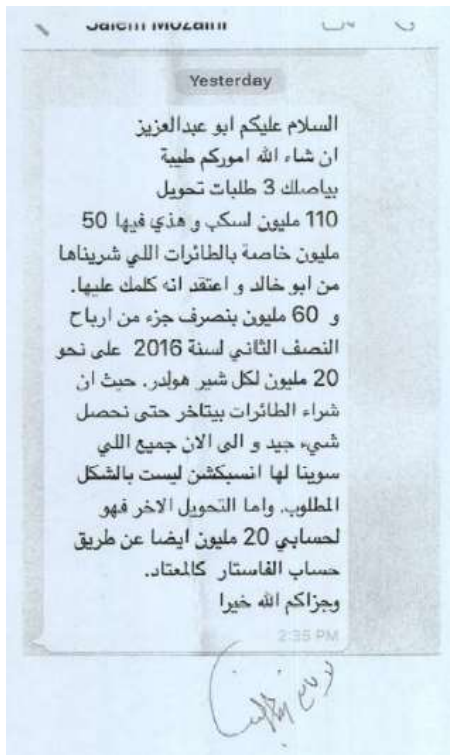 Salem Mozaini
Yesterday
السلام عليكم ابو عبدالعزيز
ان شاء الله اموركم طيبة
بياصلك 3 طلبات تحويل
110 مليون لسكب و هذي فيها 50
مليون خاصة بالطائرات اللي شريناها
من ابو خالد و اعتقد انه كلمك عليها.
و 60 مليون بنصرف جزء من ارباح
النصف الثاني لسنة 2016 على نحو
20 مليون لكل شير هولدر. حيث ان
شراء الطائرات بيتاخر حتى نحصل
شيء جيد و الى الان جميع اللي
سوينا لها انسبكشن ليست بالشكل
المطلوب. واما التحويل الاخر فهو
لحسابي 20 مليون ايضا عن طريق
حساب الفاستار كالمعتاد.
وجزاكم الله خيرا
2:35 PM